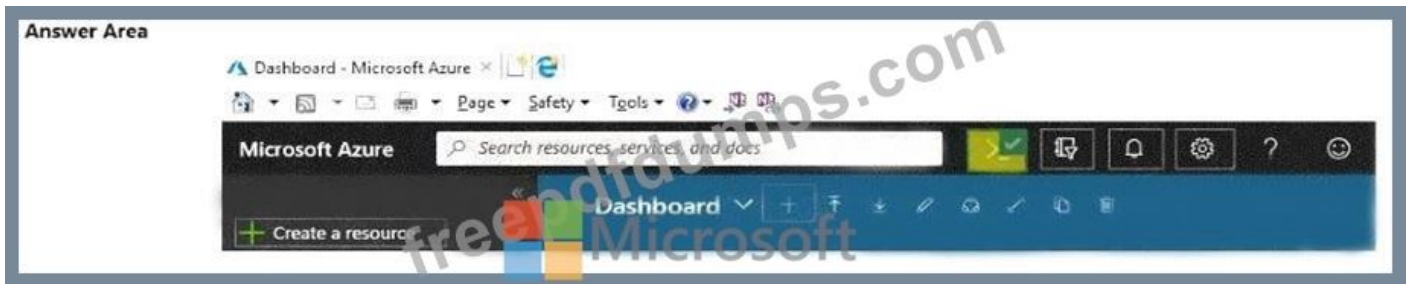 Answer Area
Dashboard - Microsoft Azure ×
Page Safety Tools
Microsoft Azure Search resources, services, and docs >_ ?
Dashboard
+ Create a resource
Microsoft
freepdfdumps.com